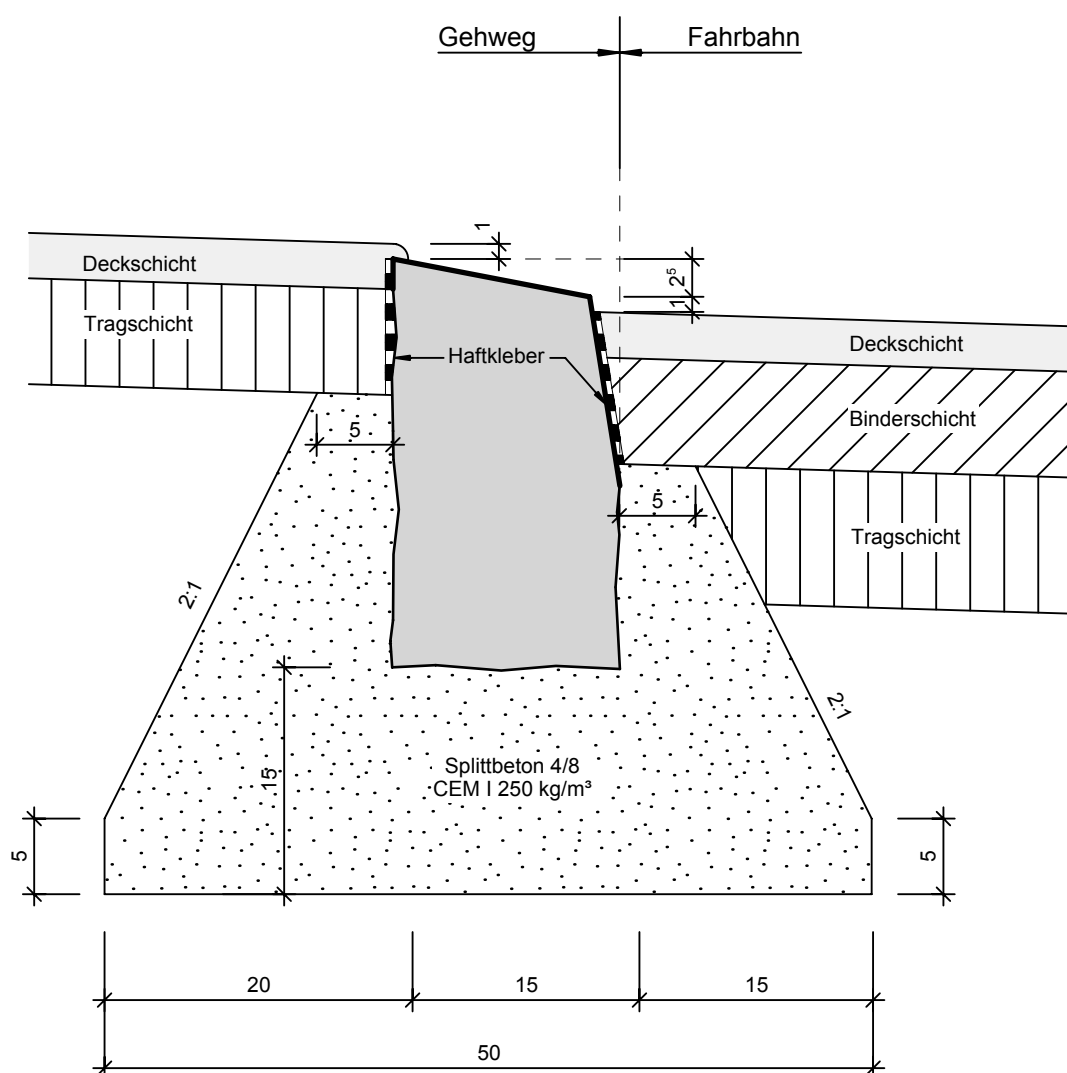 Gehweg
Fahrbahn
1
Deckschicht
2⁵
1
Tragschicht
Haftkleber
Deckschicht
Binderschicht
5
5
Tragschicht
2:1
2:1
Splittbeton 4/8
CEM I 250 kg/m³
15
5
5
20
15
15
50